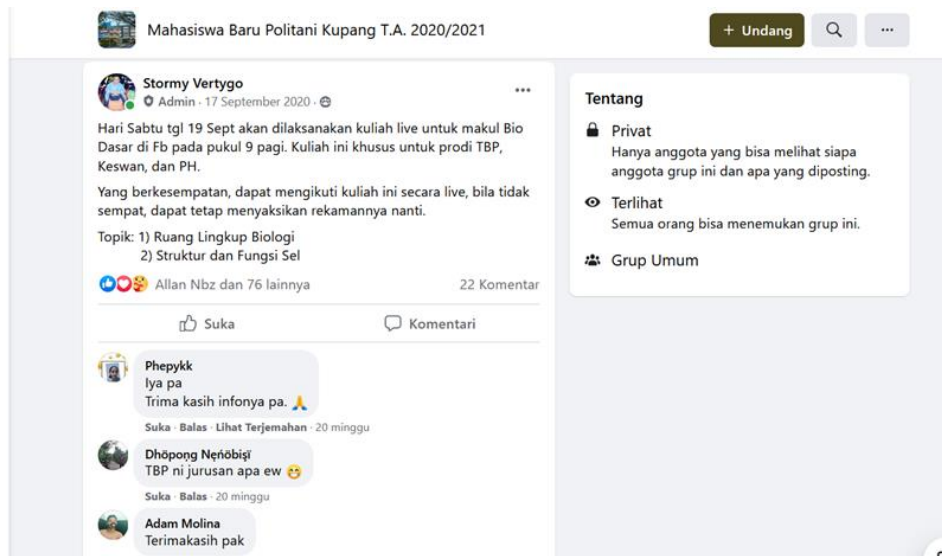 Mahasiswa Baru Politani Kupang T.A. 2020/2021
+ Undang
Stormy Vertygo
Admin · 17 September 2020 ·
Hari Sabtu tgl 19 Sept akan dilaksanakan kuliah live untuk makul Bio
Dasar di Fb pada pukul 9 pagi. Kuliah ini khusus untuk prodi TBP,
Keswan, dan PH.
Yang berkesempatan, dapat mengikuti kuliah ini secara live, bila tidak
sempat, dapat tetap menyaksikan rekamannya nanti.
Topik: 1) Ruang Lingkup Biologi
2) Struktur dan Fungsi Sel
Allan Nbz dan 76 lainnya
22 Komentar
Suka
Komentari
Phepykk
Iya pa
Trima kasih infonya pa. 🙏
Suka · Balas · Lihat Terjemahan · 20 minggu
Dhöpoƞg Nęńöbişï
TBP ni jurusan apa ew 😁
Suka · Balas · 20 minggu
Adam Molina
Terimakasih pak
Tentang
Privat
Hanya anggota yang bisa melihat siapa
anggota grup ini dan apa yang diposting.
Terlihat
Semua orang bisa menemukan grup ini.
Grup Umum